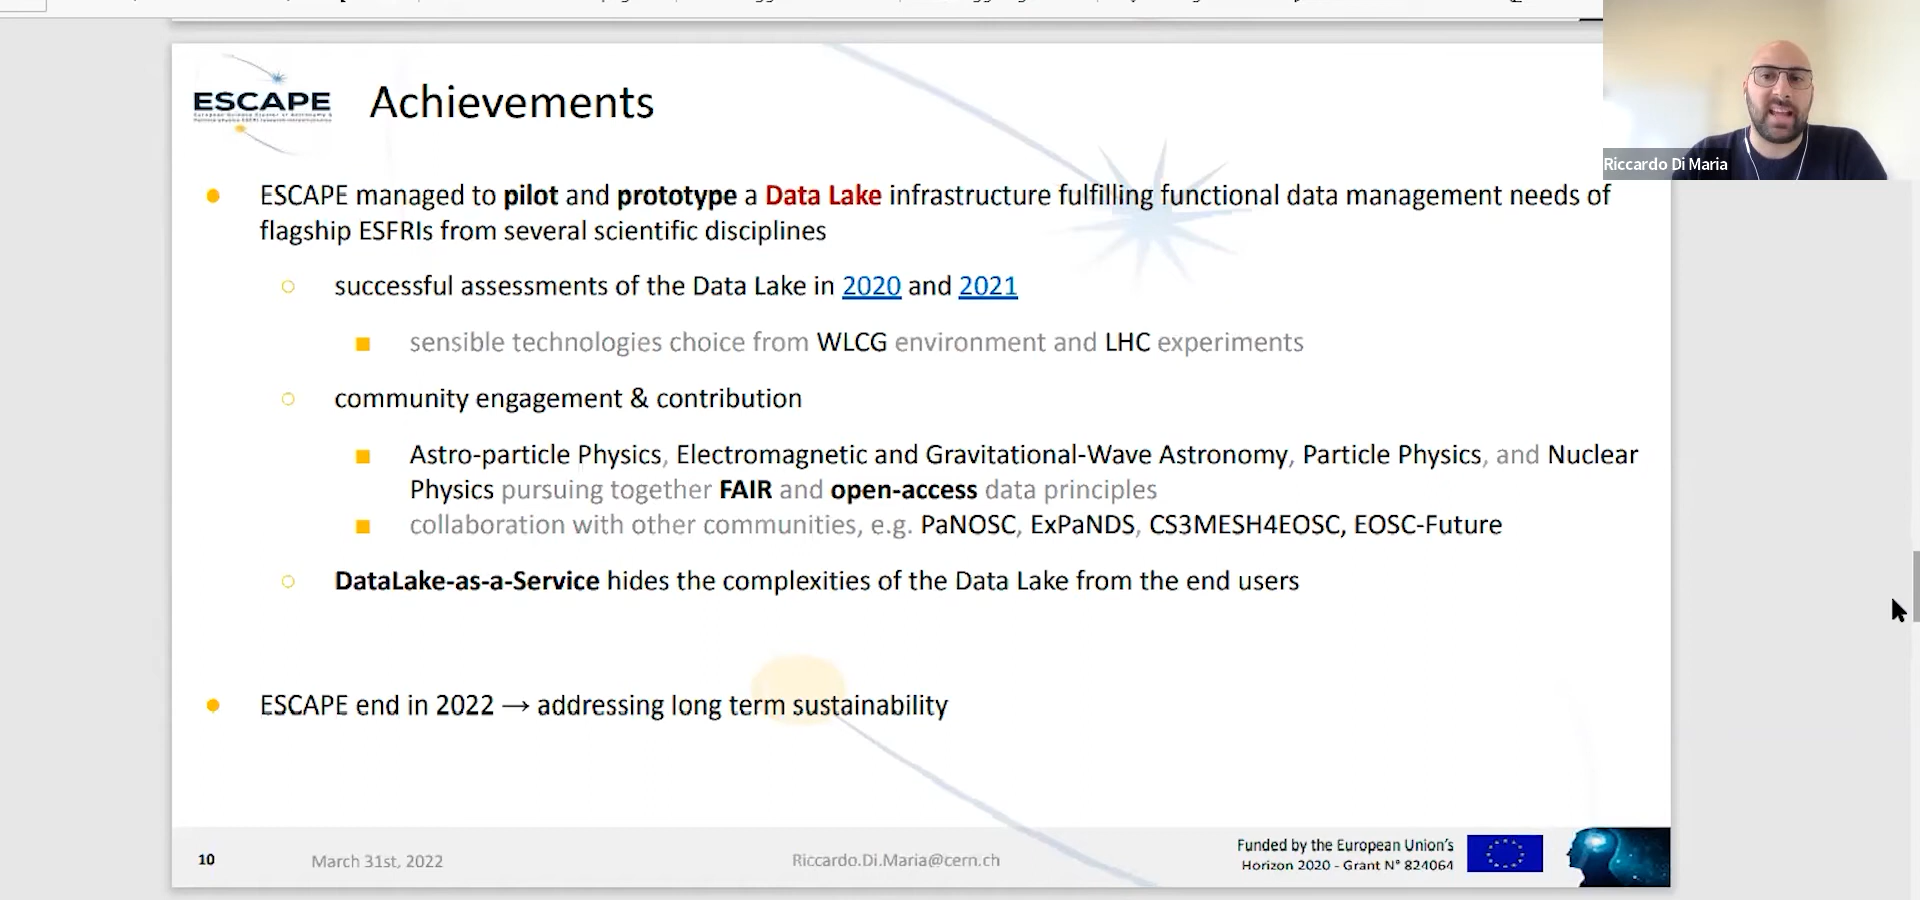 ESCAPE
Achievements
Riccardo Di Maria
ESCAPE managed to pilot and prototype a Data Lake infrastructure fulfilling functional data management needs of
flagship ESFRIs from several scientific disciplines
successful assessments of the Data Lake in 2020 and 2021
sensible technologies choice from WLCG environment and LHC experiments
community engagement & contribution
Astro-particle Physics, Electromagnetic and Gravitational-Wave Astronomy, Particle Physics, and Nuclear
Physics pursuing together FAIR and open-access data principles
collaboration with other communities, e.g. PaNOSC, ExPaNDS, CS3MESH4EOSC, EOSC-Future
DataLake-as-a-Service hides the complexities of the Data Lake from the end users
ESCAPE end in 2022 → addressing long term sustainability
10
March 31st, 2022
Riccardo.Di.Maria@cern.ch
Funded by the European Union's
Horizon 2020 - Grant N° 824064